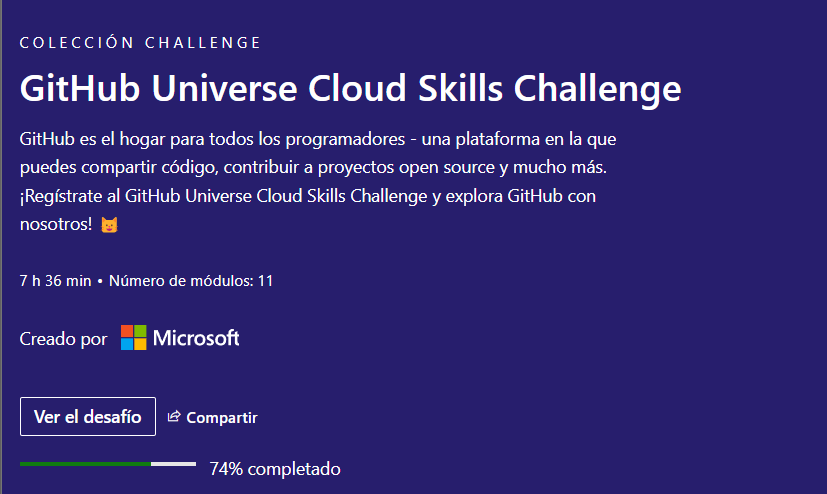 COLECCIÓN CHALLENGE
GitHub Universe Cloud Skills Challenge
GitHub es el hogar para todos los programadores - una plataforma en la que
puedes compartir código, contribuir a proyectos open source y mucho más.
¡Regístrate al GitHub Universe Cloud Skills Challenge y explora GitHub con
nosotros! 😺
7 h 36 min • Número de módulos: 11
Creado por Microsoft
Ver el desafío Compartir
74% completado